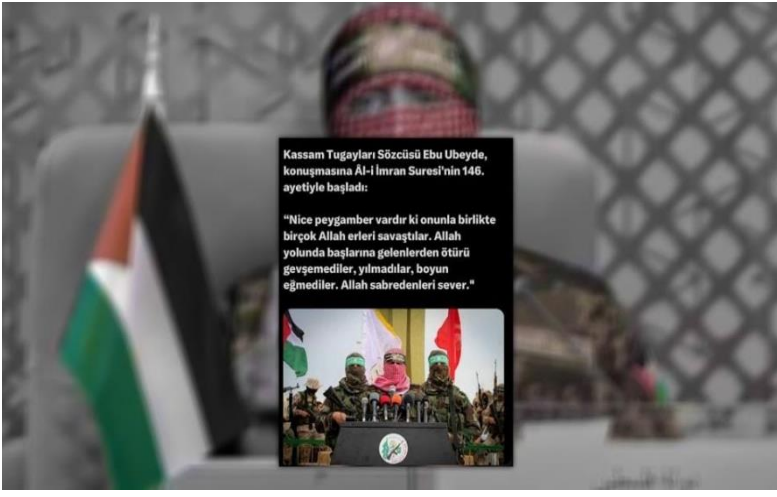 Kassam Tugayları Sözcüsü Ebu Ubeyde,
konuşmasına Âl-i İmran Suresi'nin 146.
ayetiyle başladı:
“Nice peygamber vardır ki onunla birlikte
birçok Allah erleri savaştılar. Allah
yolunda başlarına gelenlerden ötürü
gevşemediler, yılmadılar, boyun
eğmediler. Allah sabredenleri sever."